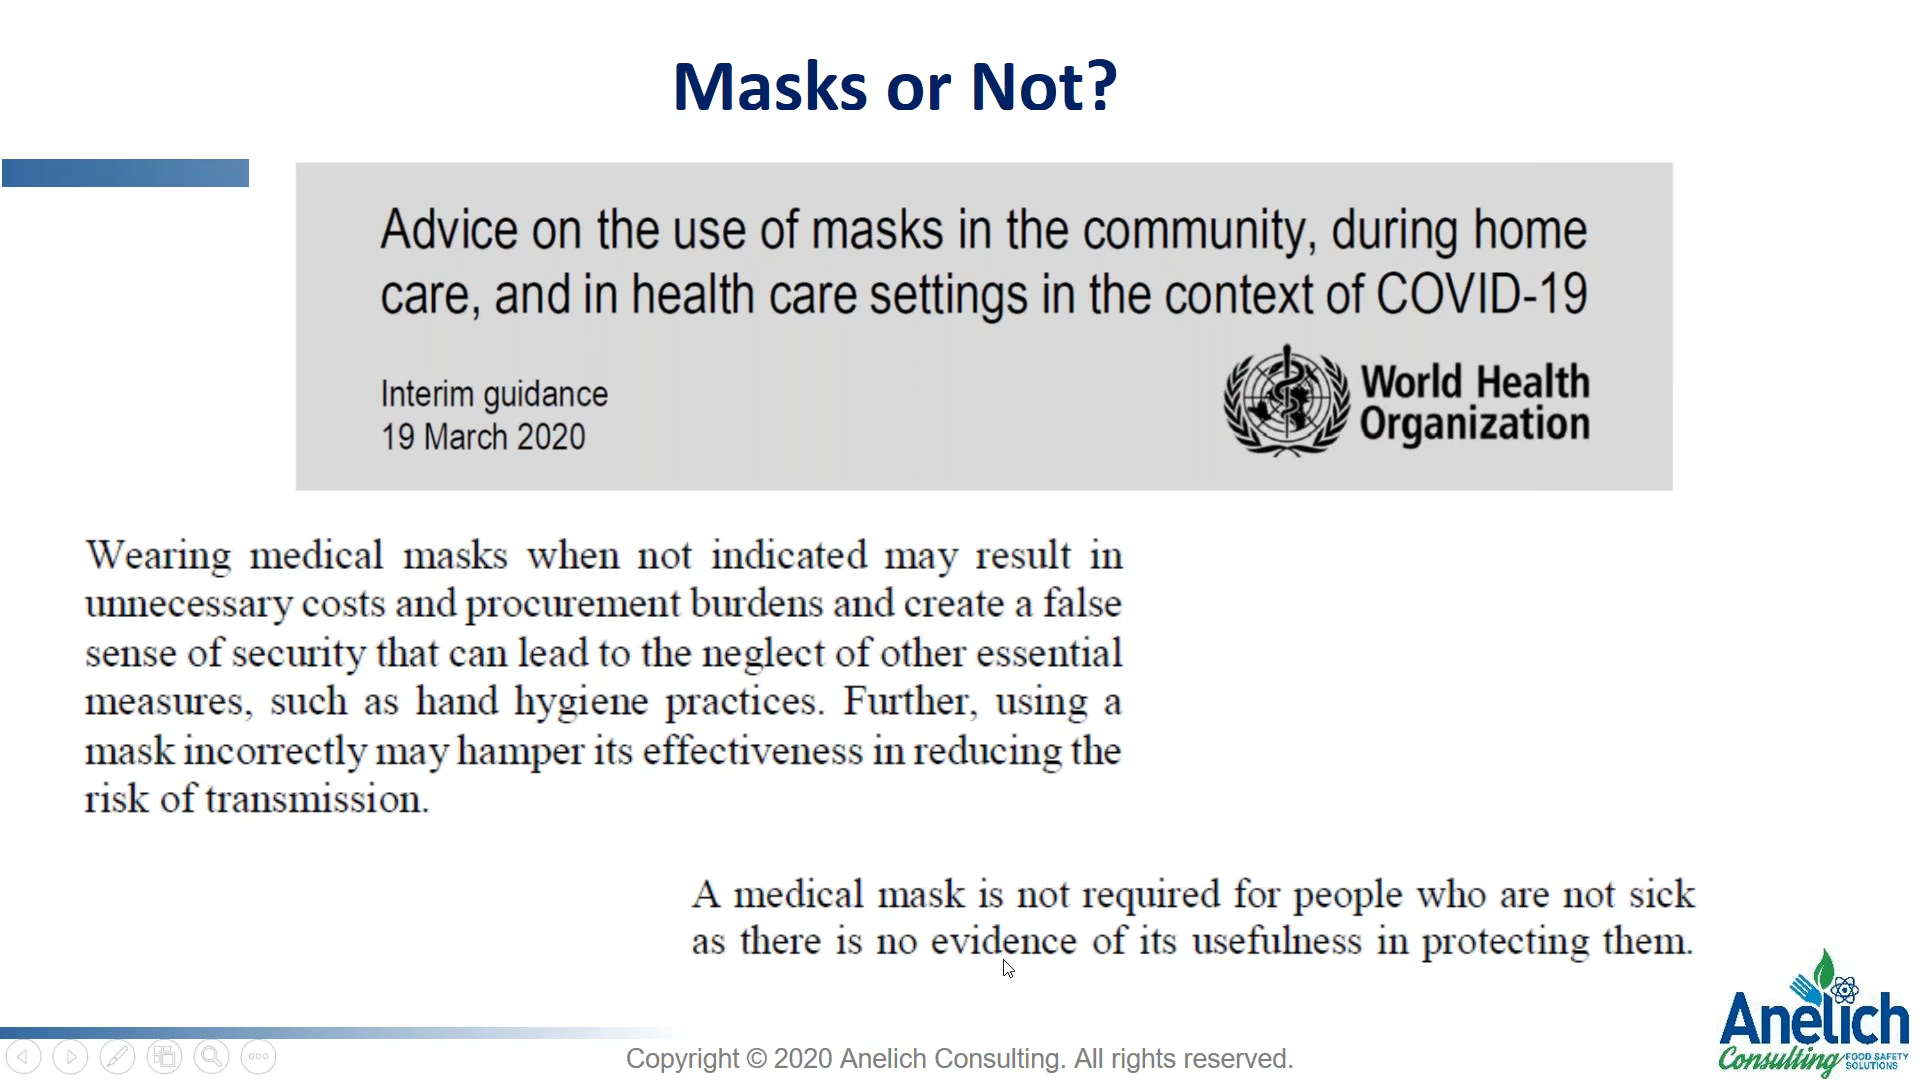 Masks or Not?
Advice on the use of masks in the community, during home
care, and in health care settings in the context of COVID-19
Interim guidance
19 March 2020
World Health
Organization
Wearing medical masks when not indicated may result in
unnecessary costs and procurement burdens and create a false
sense of security that can lead to the neglect of other essential
measures, such as hand hygiene practices. Further, using a
mask incorrectly may hamper its effectiveness in reducing the
risk of transmission.
A medical mask is not required for people who are not sick
as there is no evidence of its usefulness in protecting them.
Anelich
Consulting FOOD SAFETY
SOLUTIONS
Copyright © 2020 Anelich Consulting. All rights reserved.